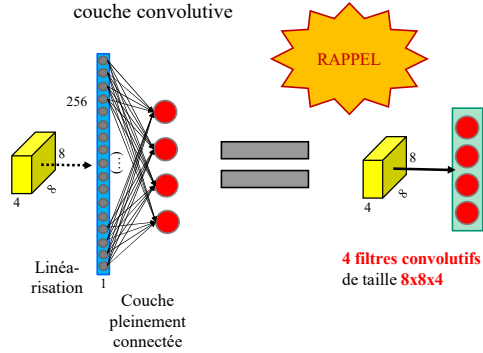 couche convolutive
RAPPEL
256
8
8
4
(…)
1
Linéa-
risation
Couche
pleinement
connectée
8
8
4
4 filtres convolutifs
de taille 8x8x4